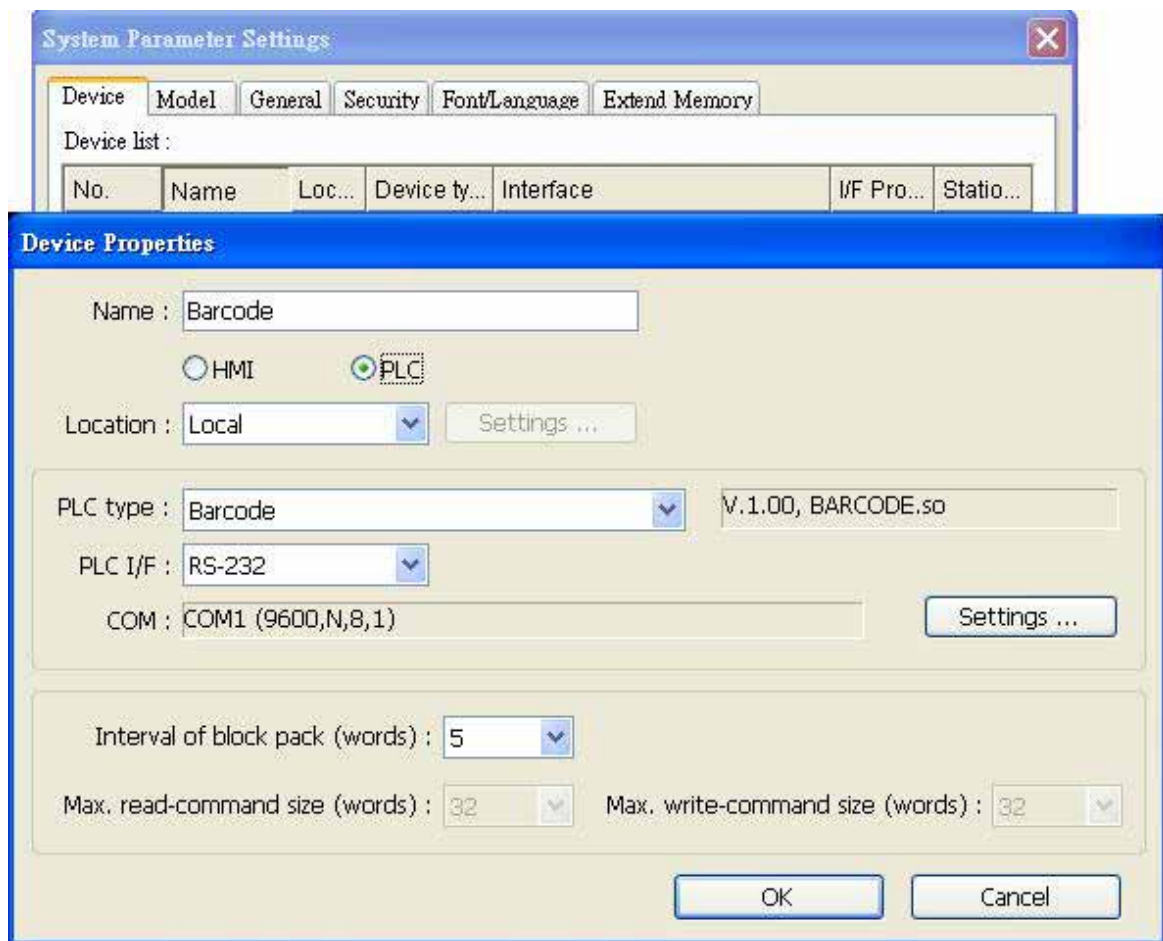 System Parameter Settings
Device Model General Security Font/Language Extend Memory
Device list :
No. Name Loc... Device ty... Interface I/F Pro... Statio...
Device Properties
Name : Barcode
HMI PLC
Location : Local Settings ...
PLC type : Barcode V.1.00, BARCODE.so
PLC I/F : RS-232
COM : COM1 (9600,N,8,1) Settings ...
Interval of block pack (words) : 5
Max. read-command size (words) : 32 Max. write-command size (words) : 32
OK Cancel